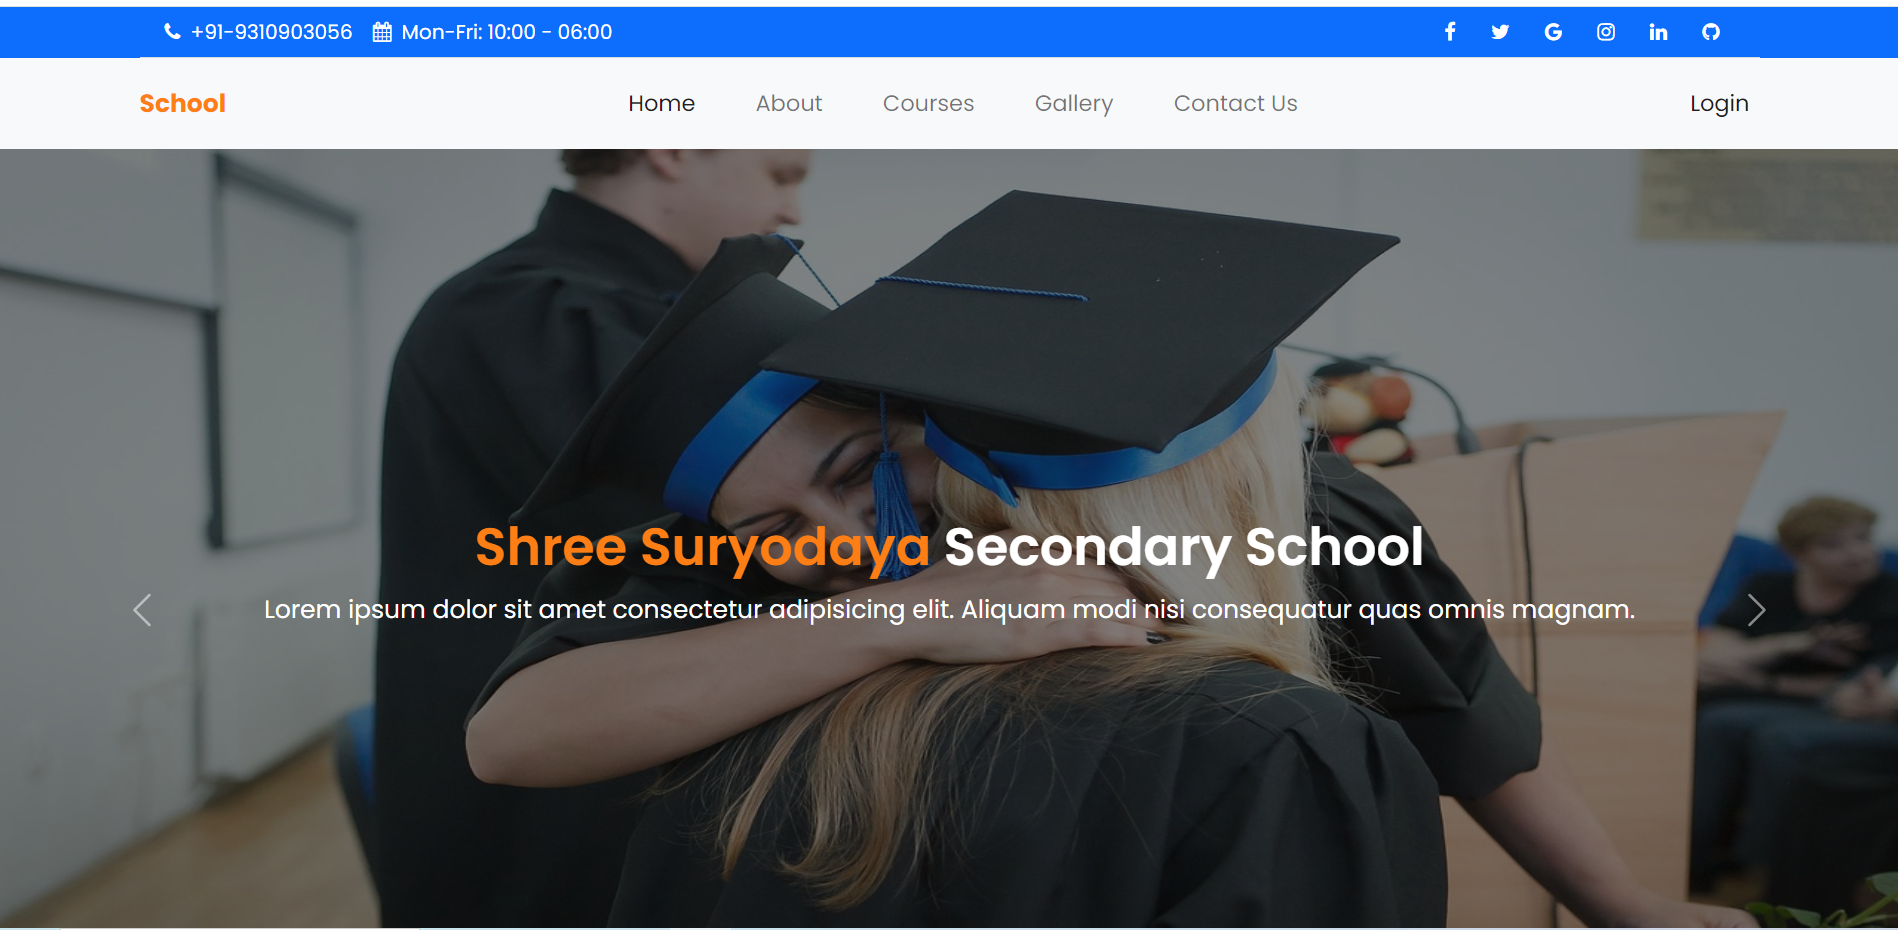 +91-9310903056 Mon-Fri: 10:00 - 06:00
School Home About Courses Gallery Contact Us Login
Shree Suryodaya Secondary School
Lorem ipsum dolor sit amet consectetur adipisicing elit. Aliquam modi nisi consequatur quas omnis magnam.